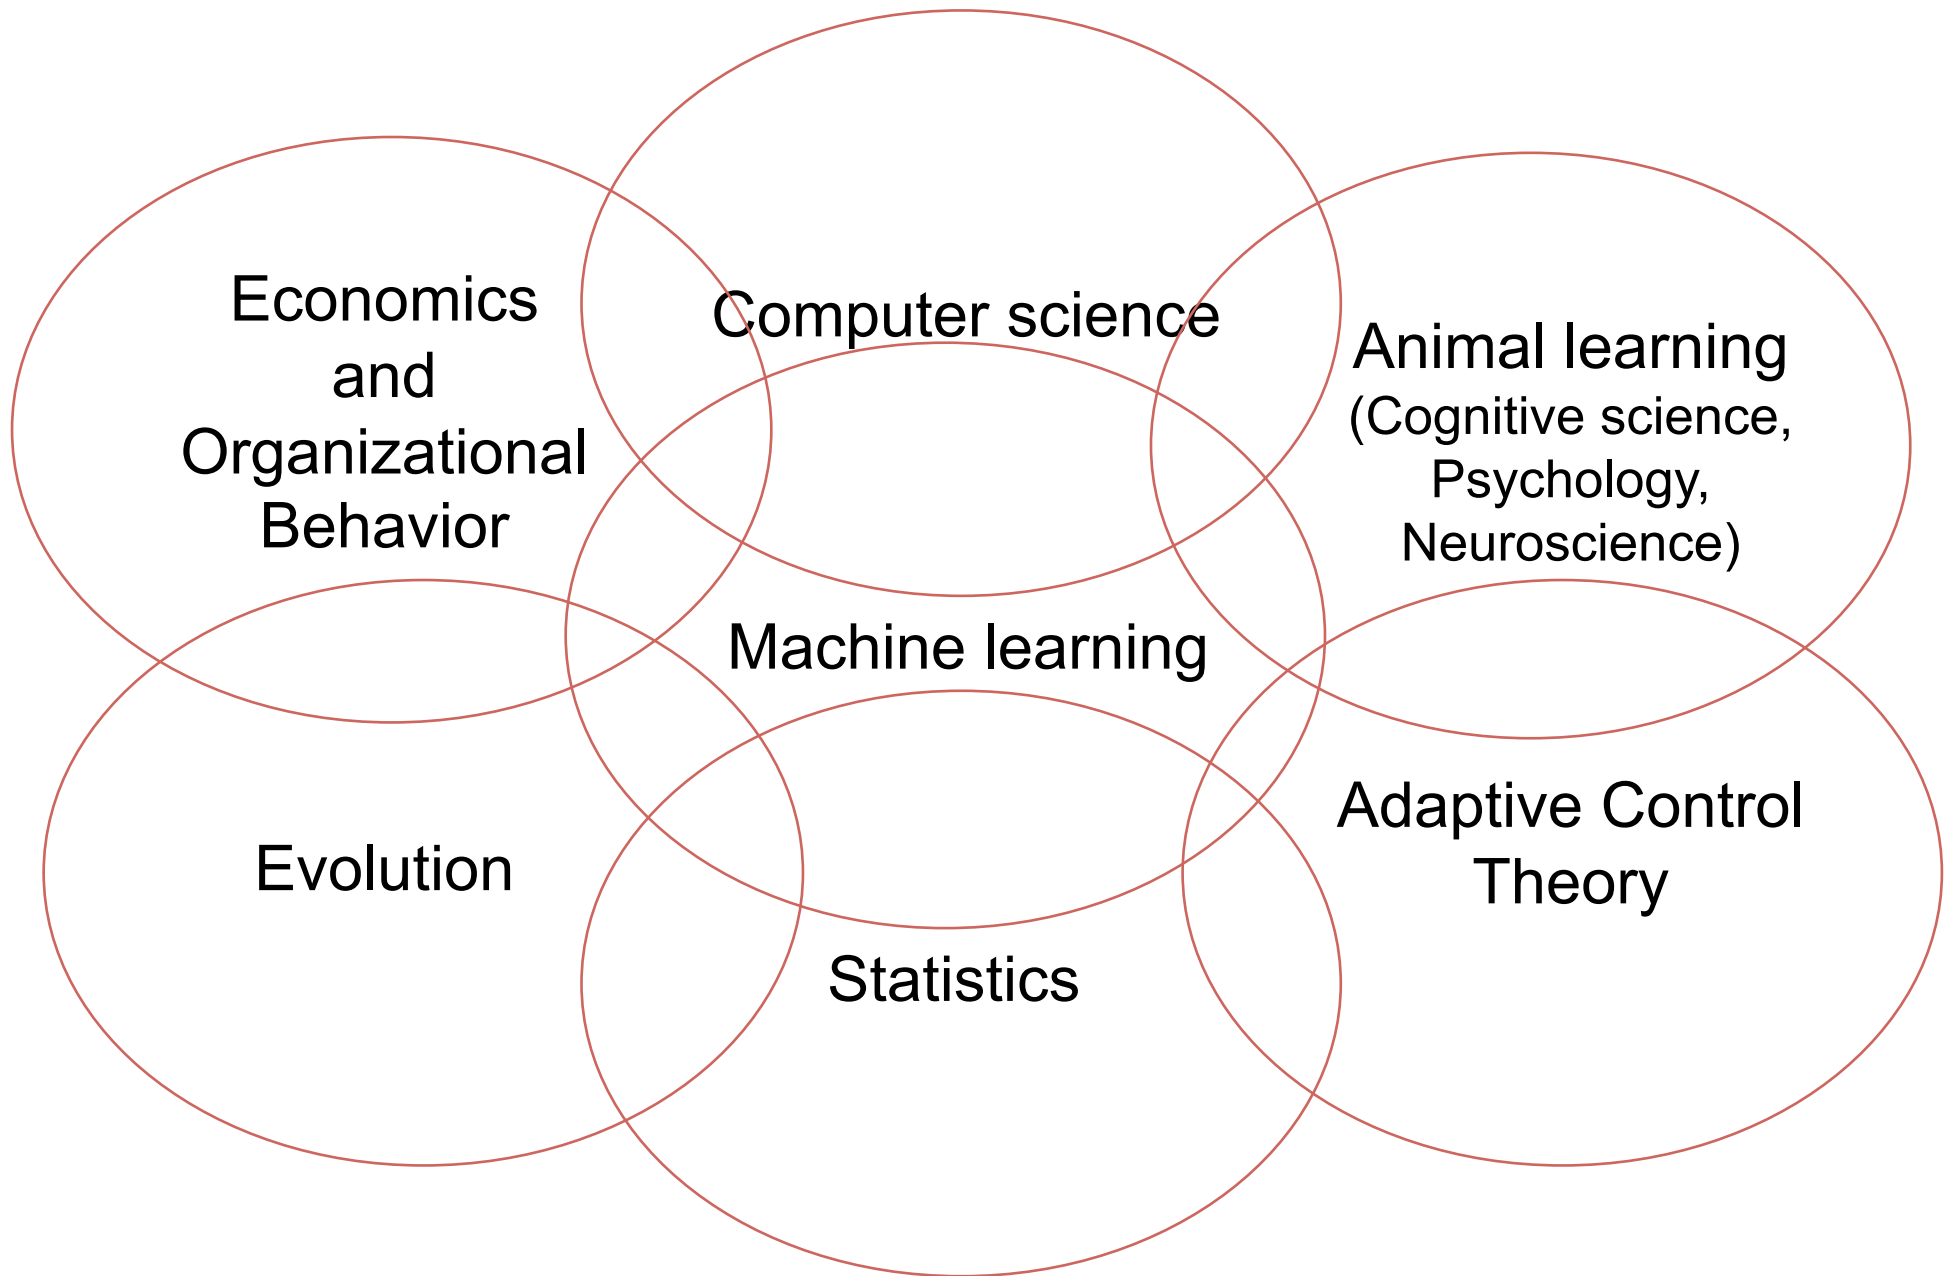 Economics
and
Organizational
Behavior
Computer science
Animal learning
(Cognitive science,
Psychology,
Neuroscience)
Machine learning
Evolution
Statistics
Adaptive Control
Theory